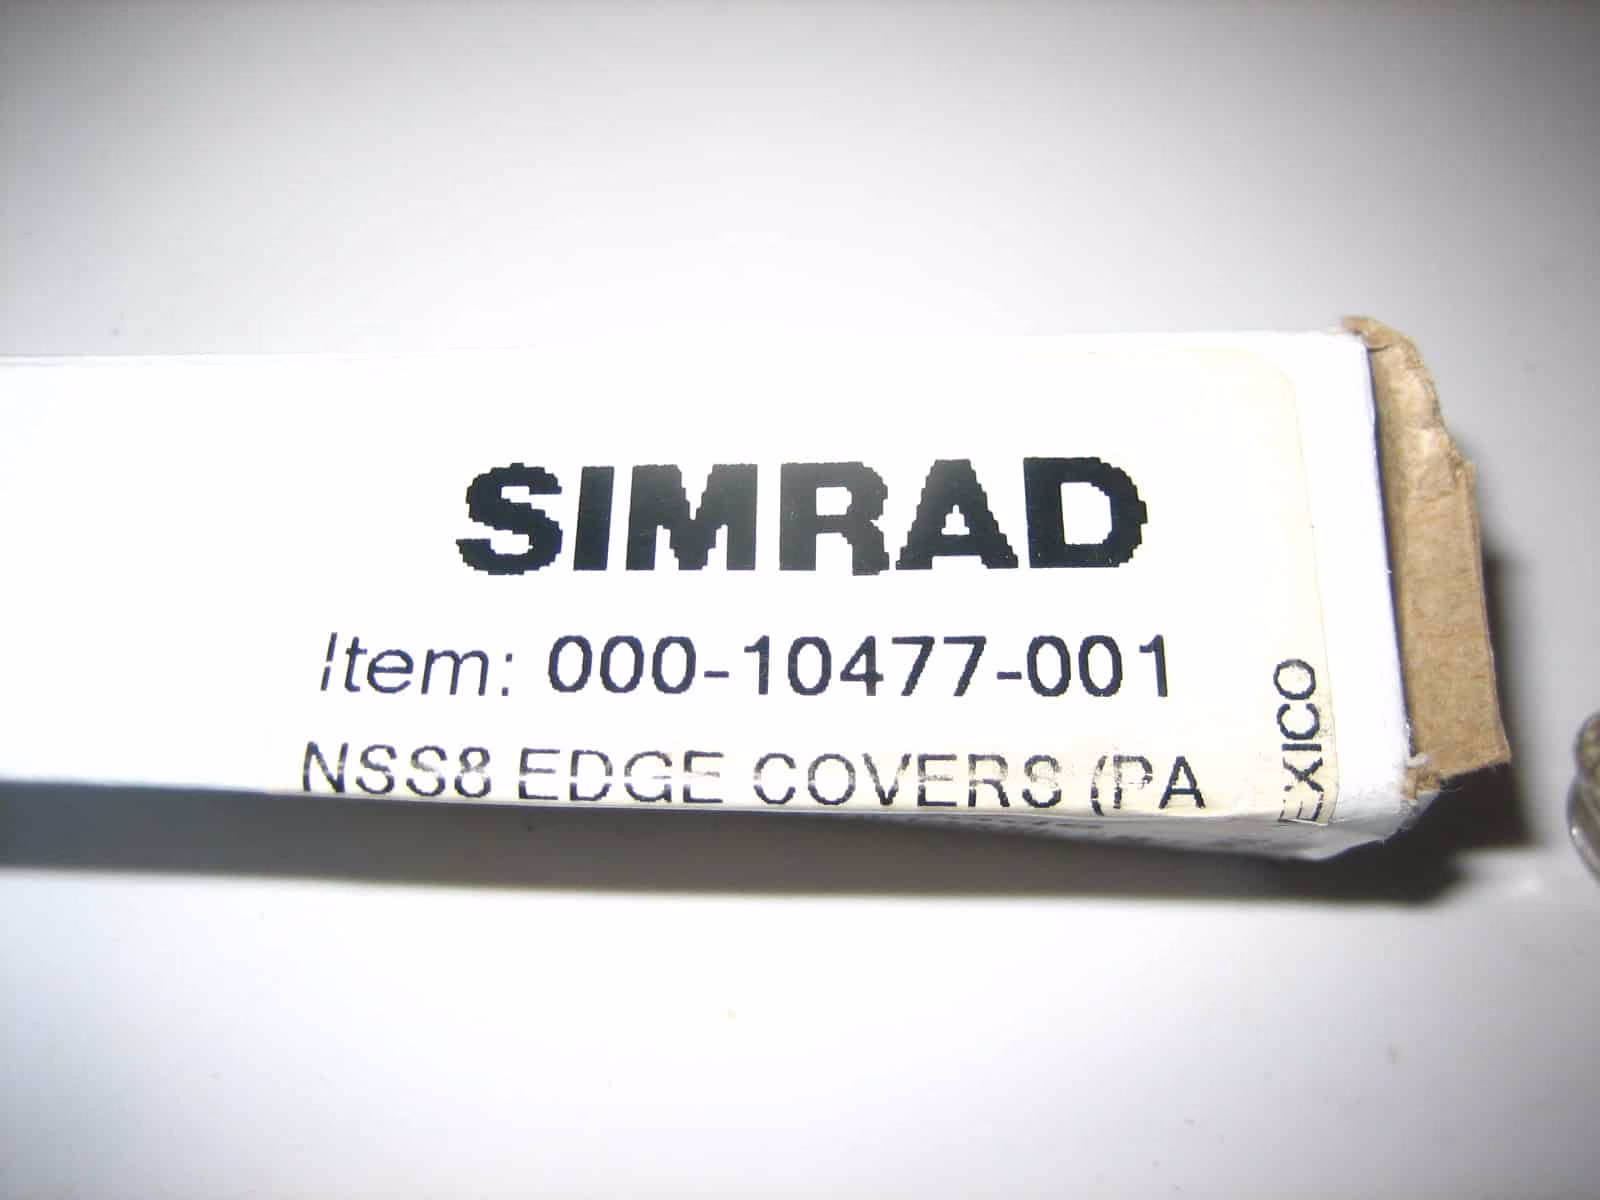 SIMRAD
Item: 000-10477-001
NSS8 EDGE COVERS (PA
EXICO